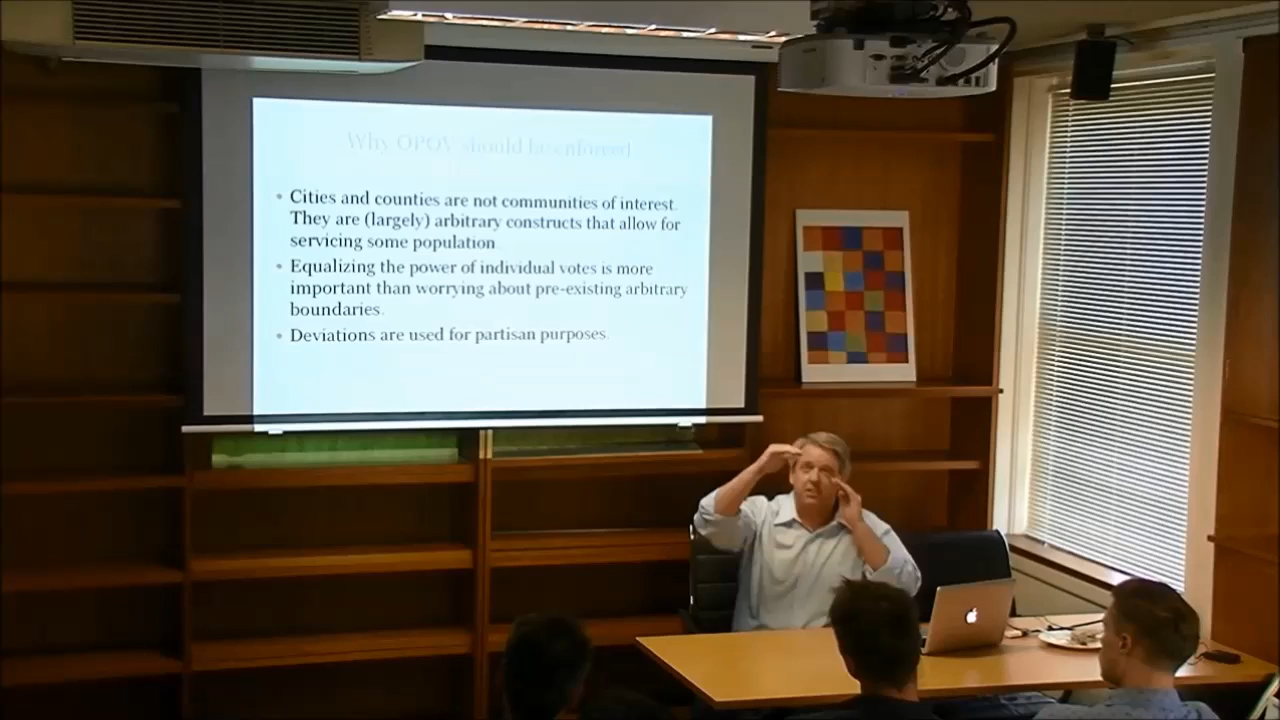 Why OPOV should be enforced
• Cities and counties are not communities of interest.
They are (largely) arbitrary constructs that allow for
servicing some population.
• Equalizing the power of individual votes is more
important than worrying about pre-existing arbitrary
boundaries.
• Deviations are used for partisan purposes.